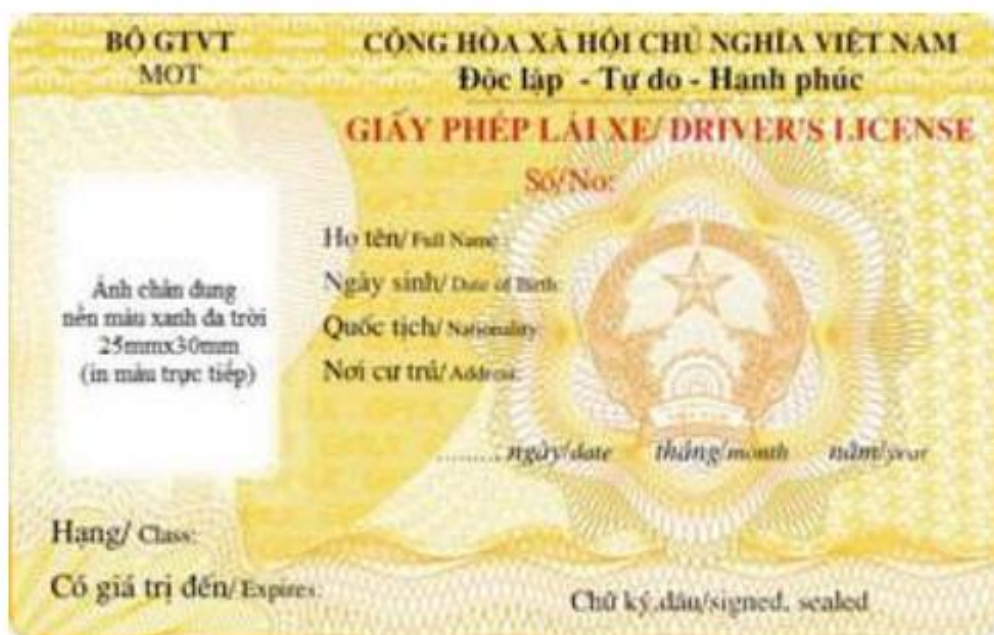 BỘ GTVT
MOT
CỘNG HÒA XÃ HỘI CHỦ NGHĨA VIỆT NAM
Độc lập - Tự do - Hạnh phúc
GIẤY PHÉP LÁI XE/ DRIVER'S LICENSE
Số/No:
Họ tên/ Full Name:
Ngày sinh/ Date of Birth:
Quốc tịch/ Nationality
Nơi cư trú/ Address:
Ảnh chân dung
nền màu xanh da trời
25mmx30mm
(in màu trực tiếp)
.........ngày/date tháng/month năm/year
Hạng/ Class:
Có giá trị đến/ Expires:
Chữ ký,dấu/signed, sealed